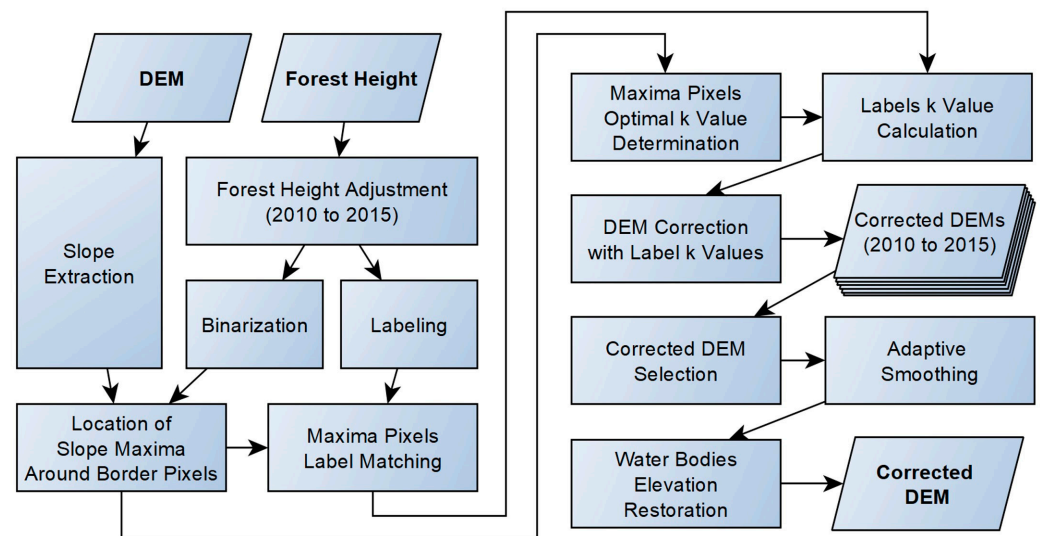 DEM
Forest Height
Slope
Extraction
Forest Height Adjustment
(2010 to 2015)
Binarization
Labeling
Location of
Slope Maxima
Around Border Pixels
Maxima Pixels
Label Matching
Maxima Pixels
Optimal k Value
Determination
Labels k Value
Calculation
DEM Correction
with Label k Values
Corrected DEMs
(2010 to 2015)
Corrected DEM
Selection
Adaptive
Smoothing
Water Bodies
Elevation
Restoration
Corrected
DEM